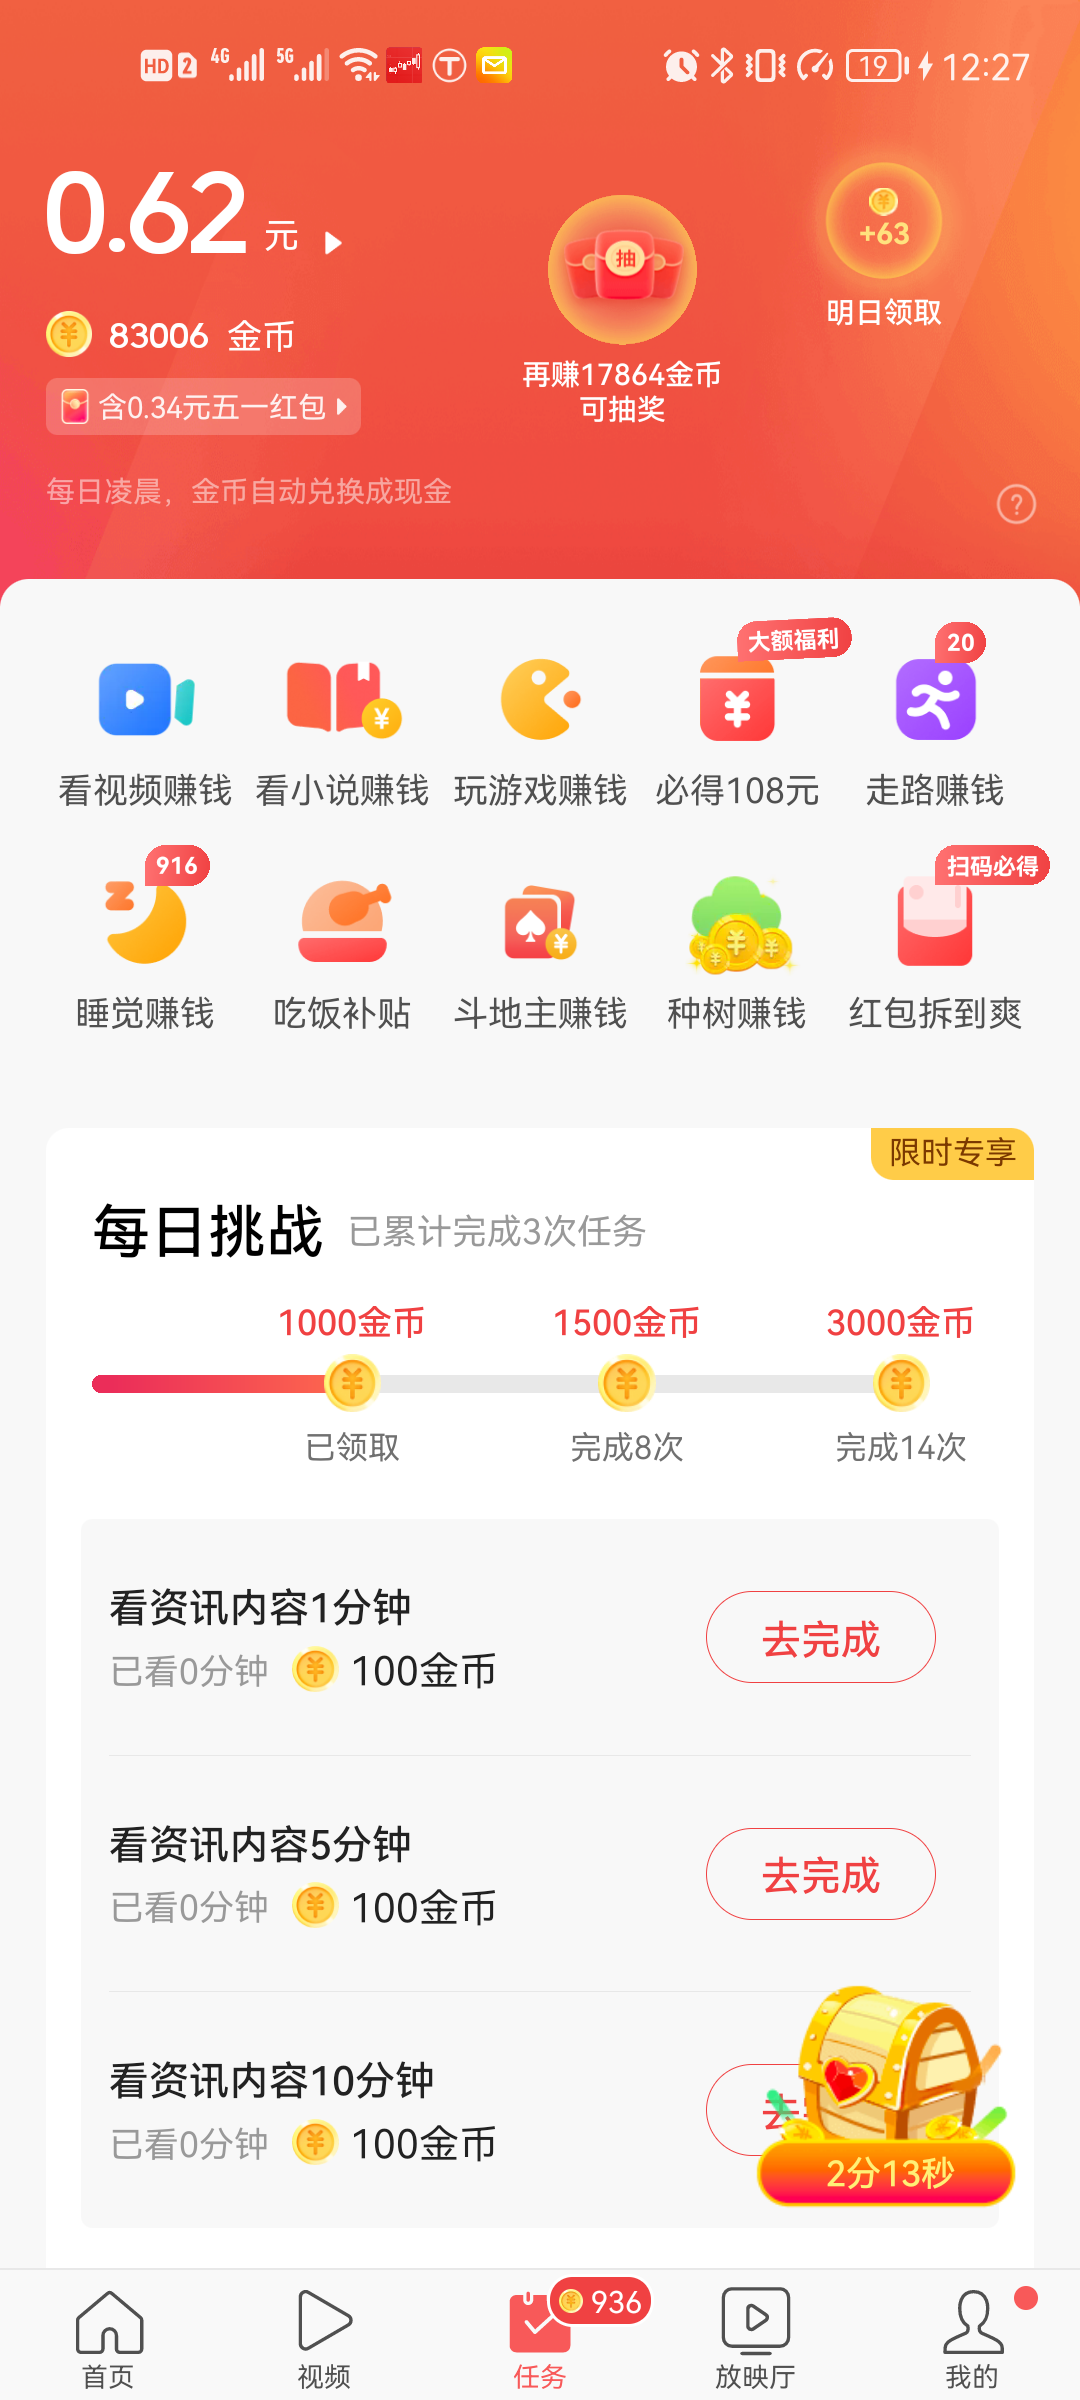 HD 2 4G 5G 19 12:27
0.62 元
+63
明日领取
抽
83006 金币
再赚17864金币
可抽奖
含0.34元五一红包
每日凌晨，金币自动兑换成现金
?
大额福利
20
看视频赚钱 看小说赚钱 玩游戏赚钱 必得108元 走路赚钱
916
扫码必得
睡觉赚钱 吃饭补贴 斗地主赚钱 种树赚钱 红包拆到爽
限时专享
每日挑战 已累计完成3次任务
1000金币 1500金币 3000金币
已领取 完成8次 完成14次
看资讯内容1分钟
已看0分钟 100金币
去完成
看资讯内容5分钟
已看0分钟 100金币
去完成
看资讯内容10分钟
已看0分钟 100金币
去
2分13秒
936
首页 视频 任务 放映厅 我的